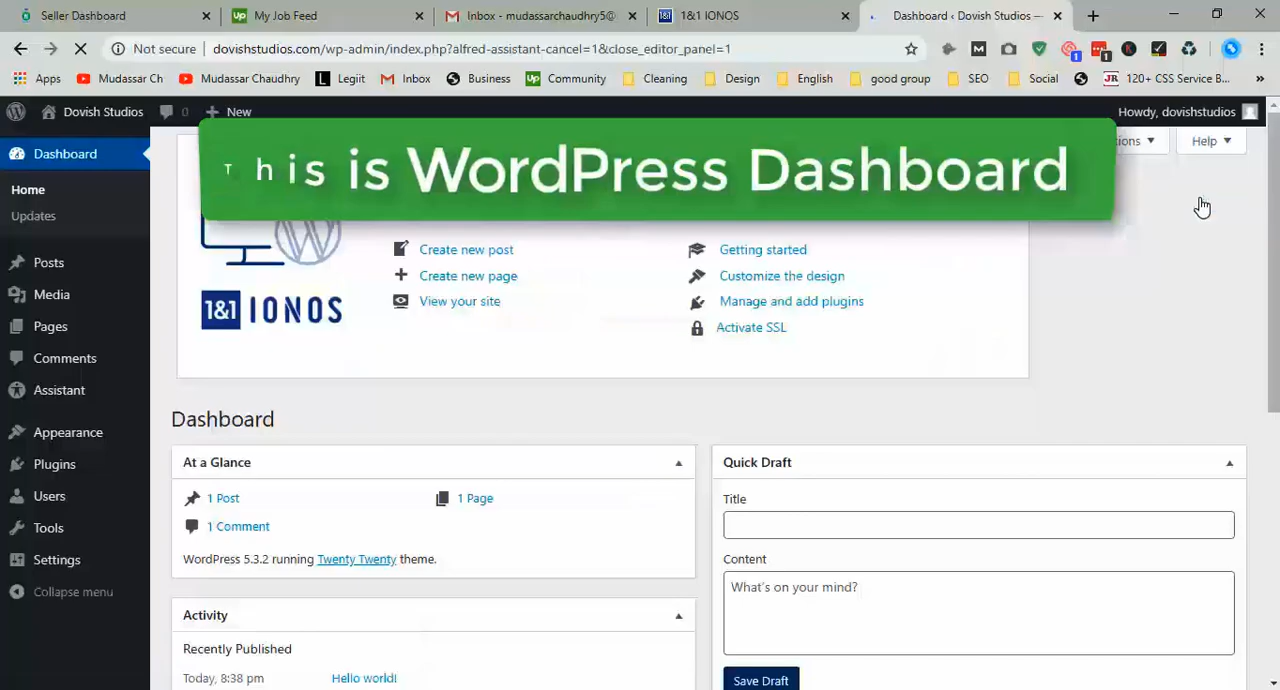 Seller Dashboard
My Job Feed
Inbox - mudassarchaudhry5@
1&1 IONOS
Dashboard ‹ Dovish Studios —
Not secure
dovishstudios.com/wp-admin/index.php?alfred-assistant-cancel=1&close_editor_panel=1
Apps
Mudassar Ch
Mudassar Chaudhry
Legiit
Inbox
Business
Community
Cleaning
Design
English
good group
SEO
Social
120+ CSS Service B...
Dovish Studios
0
New
Howdy, dovishstudios
This is WordPress Dashboard
Help
Dashboard
Home
Updates
Posts
Media
Pages
Comments
Assistant
Appearance
Plugins
Users
Tools
Settings
Collapse menu
1&1 IONOS
Create new post
Create new page
View your site
Getting started
Customize the design
Manage and add plugins
Activate SSL
Dashboard
At a Glance
1 Post
1 Page
1 Comment
WordPress 5.3.2 running Twenty Twenty theme.
Activity
Recently Published
Today, 8:38 pm
Hello world!
Quick Draft
Title
Content
What's on your mind?
Save Draft